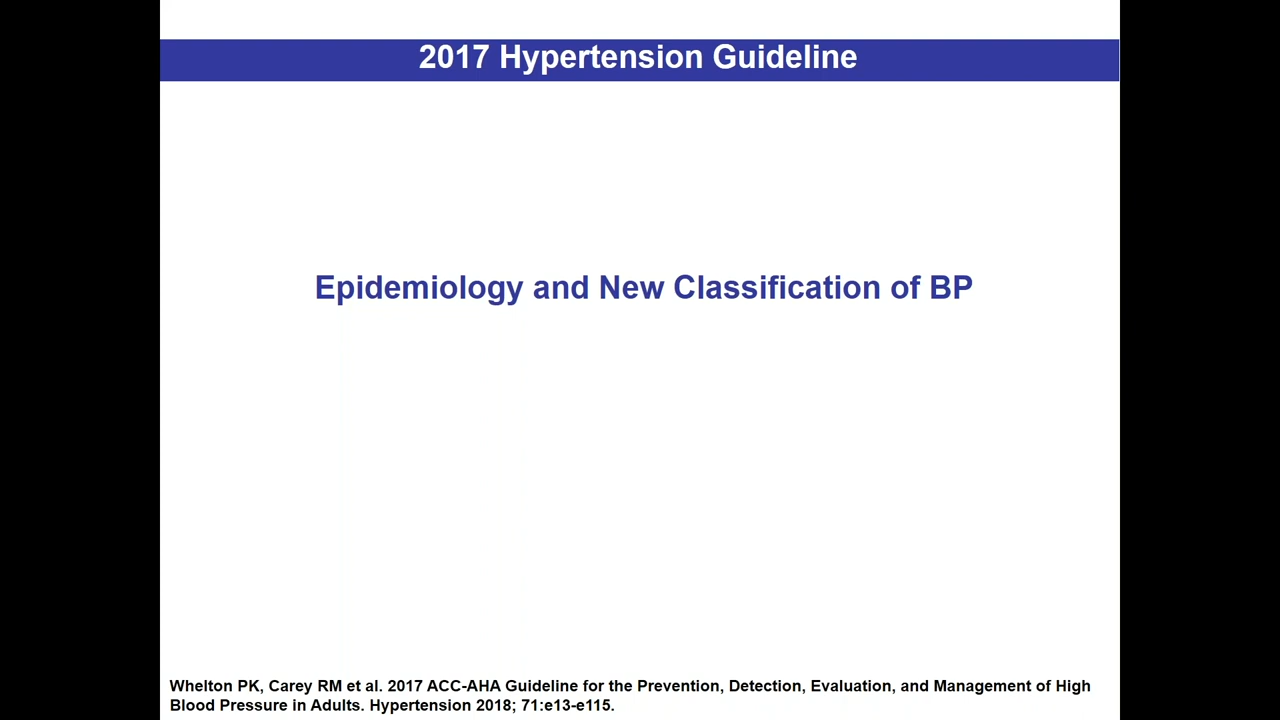 2017 Hypertension Guideline
Epidemiology and New Classification of BP
Whelton PK, Carey RM et al. 2017 ACC-AHA Guideline for the Prevention, Detection, Evaluation, and Management of High
Blood Pressure in Adults. Hypertension 2018; 71:e13-e115.